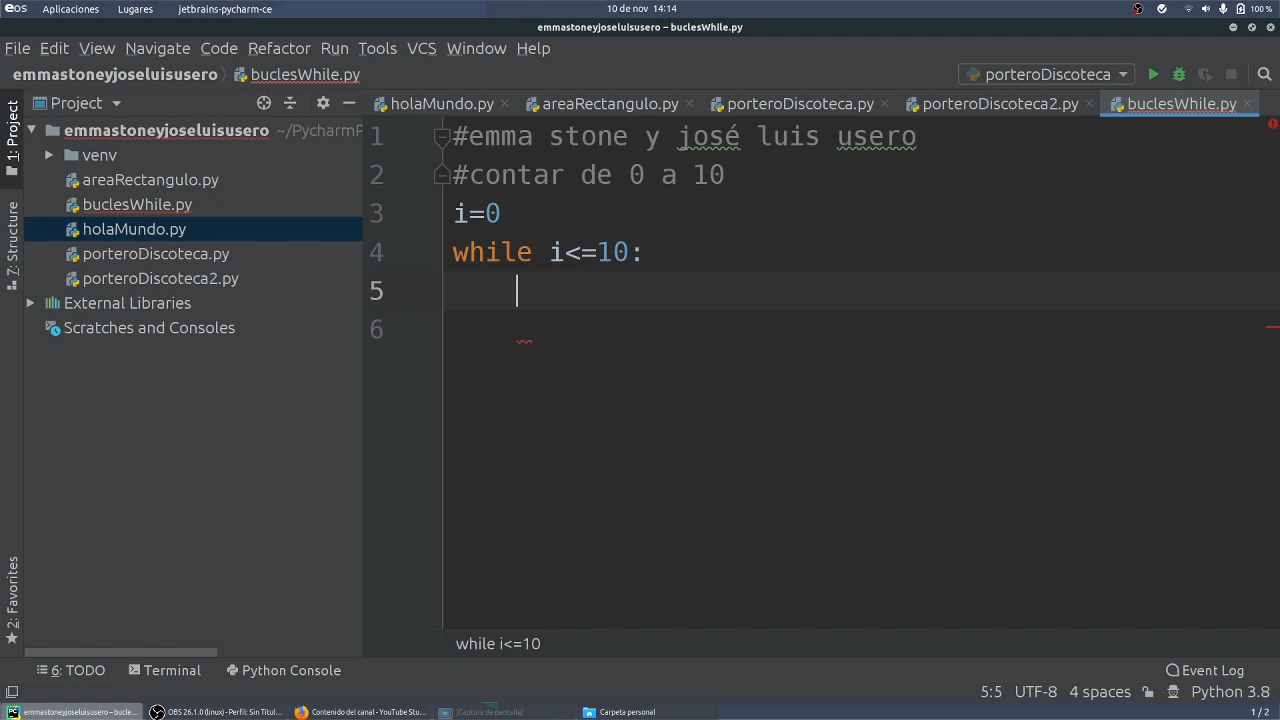 eos Aplicaciones Lugares jetbrains-pycharm-ce 10 de nov 14:14 100 %
emmastoneyjoseluisusero – buclesWhile.py
File Edit View Navigate Code Refactor Run Tools VCS Window Help
emmastoneyjoseluisusero buclesWhile.py porteroDiscoteca
1: Project
Project
holaMundo.py areaRectangulo.py porteroDiscoteca.py porteroDiscoteca2.py buclesWhile.py
emmastoneyjoseluisusero ~/PycharmP
venv
areaRectangulo.py
buclesWhile.py
holaMundo.py
porteroDiscoteca.py
porteroDiscoteca2.py
External Libraries
Scratches and Consoles
7: Structure
2: Favorites
1 #emma stone y josé luis usero
2 #contar de 0 a 10
3 i=0
4 while i<=10:
5
6
while i<=10
6: TODO Terminal Python Console Event Log
5:5 UTF-8 4 spaces Python 3.8
emmastoneyjoseluisusero – bucle... OBS 26.1.0 (linux) - Perfil: Sin Títul... Contenido del canal - YouTube Stu... [Captura de pantalla] Carpeta personal 1 / 2